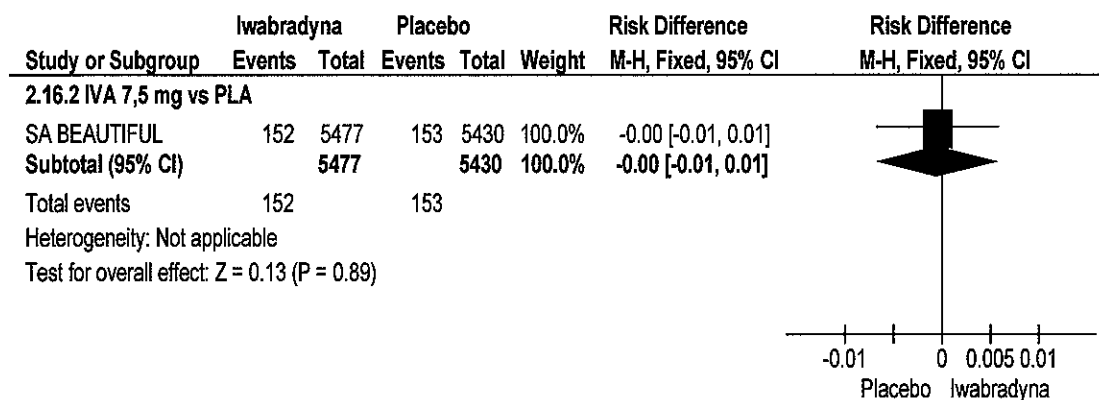 Iwabradyna Placebo Risk Difference Risk Difference
Study or Subgroup Events Total Events Total Weight M-H, Fixed, 95% CI M-H, Fixed, 95% CI
2.16.2 IVA 7,5 mg vs PLA
SA BEAUTIFUL 152 5477 153 5430 100.0% -0.00 [-0.01, 0.01]
Subtotal (95% CI) 5477 5430 100.0% -0.00 [-0.01, 0.01]
Total events 152 153
Heterogeneity: Not applicable
Test for overall effect: Z = 0.13 (P = 0.89)
-0.01 0 0.005 0.01
Placebo Iwabradyna